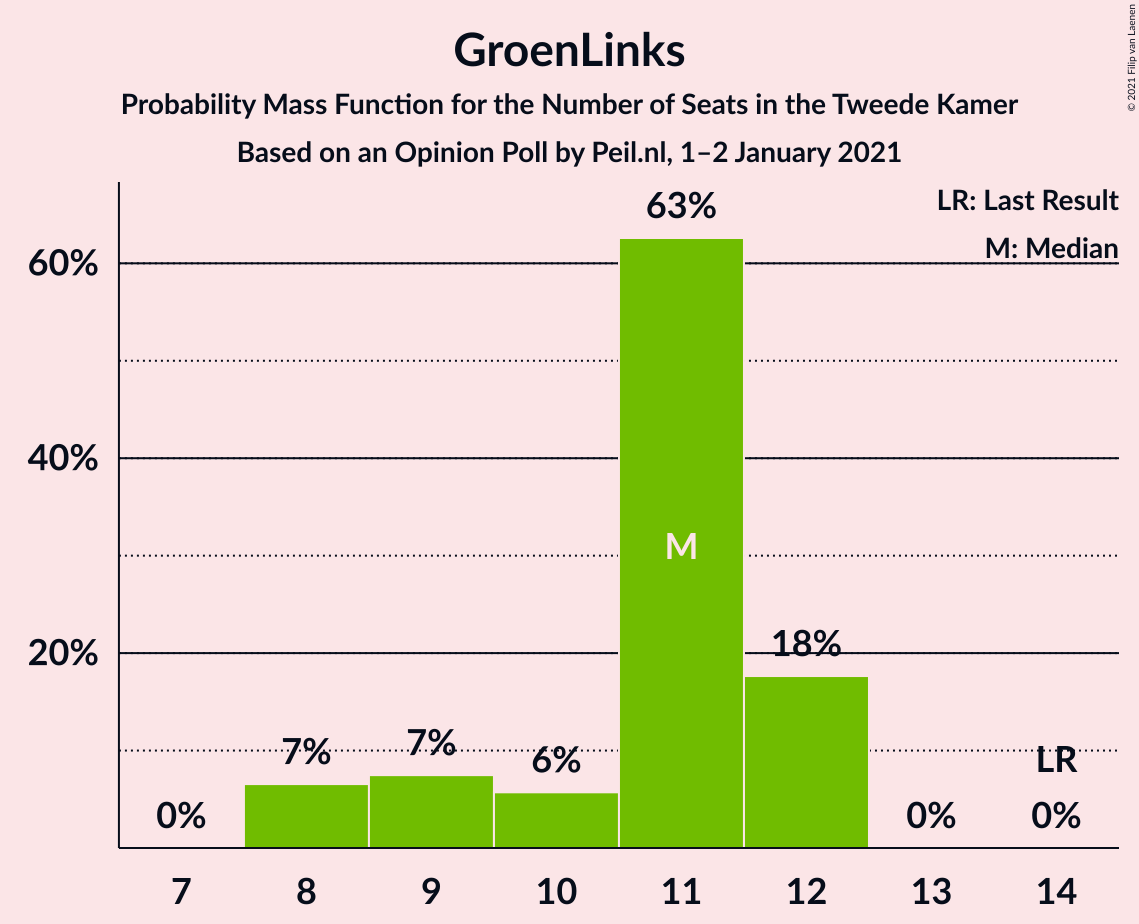 GroenLinks
Probability Mass Function for the Number of Seats in the Tweede Kamer
Based on an Opinion Poll by Peil.nl, 1–2 January 2021
© 2021 Filip van Laenen
LR: Last Result
M: Median
60%
40%
20%
0%
7%
7%
6%
63%
M
18%
0%
LR
0%
7
8
9
10
11
12
13
14